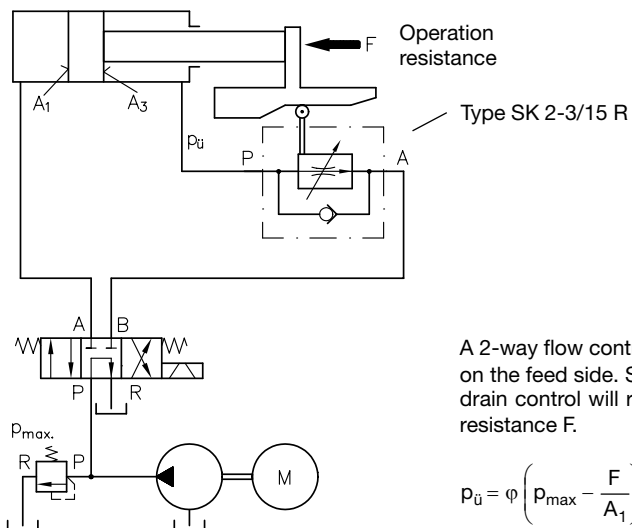 F
Operation
resistance
A1
A3
Type SK 2-3/15 R
pü
P
A
A B
P R
pmax.
R P
M
A 2-way flow cont
on the feed side. S
drain control will r
resistance F.
pü = φ ( pmax − F / A1 )